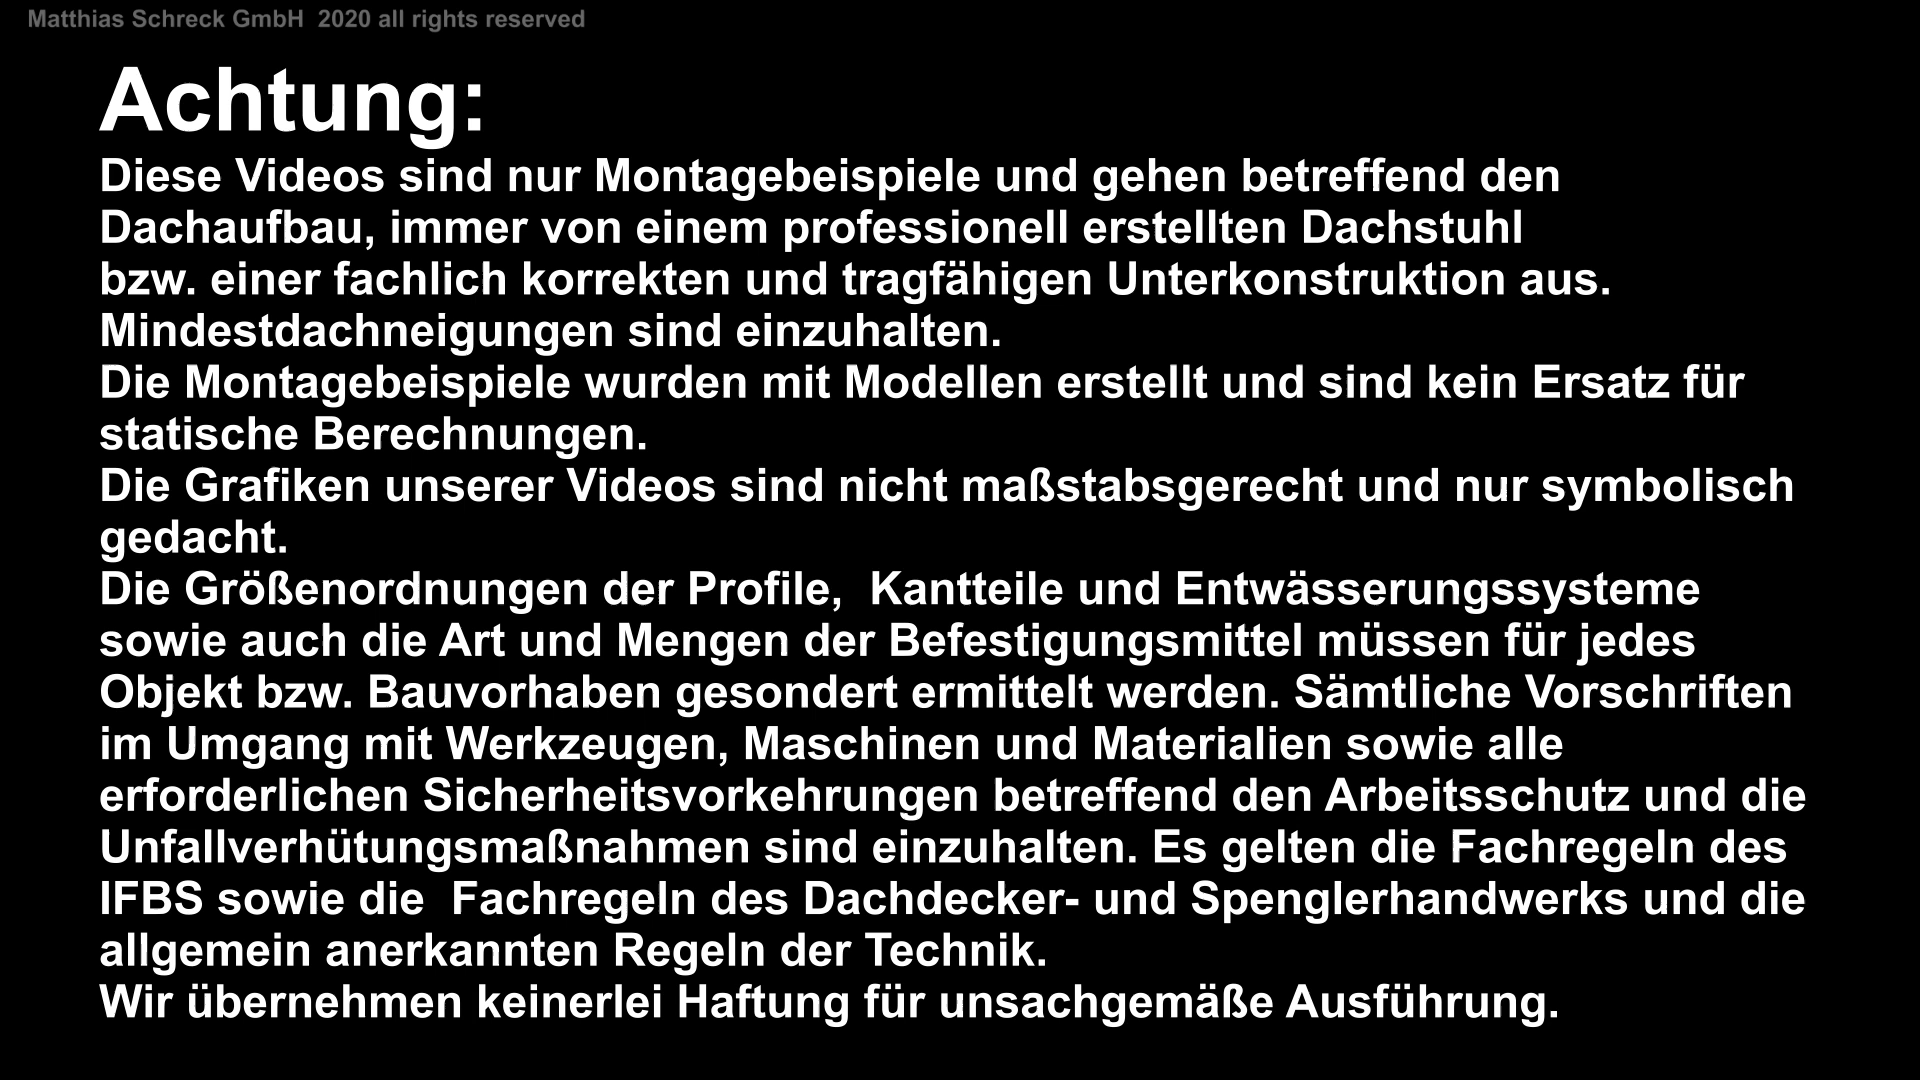 Matthias Schreck GmbH  2020 all rights reserved
Achtung:
Diese Videos sind nur Montagebeispiele und gehen betreffend den
Dachaufbau, immer von einem professionell erstellten Dachstuhl
bzw. einer fachlich korrekten und tragfähigen Unterkonstruktion aus.
Mindestdachneigungen sind einzuhalten.
Die Montagebeispiele wurden mit Modellen erstellt und sind kein Ersatz für
statische Berechnungen.
Die Grafiken unserer Videos sind nicht maßstabsgerecht und nur symbolisch
gedacht.
Die Größenordnungen der Profile,  Kantteile und Entwässerungssysteme
sowie auch die Art und Mengen der Befestigungsmittel müssen für jedes
Objekt bzw. Bauvorhaben gesondert ermittelt werden. Sämtliche Vorschriften
im Umgang mit Werkzeugen, Maschinen und Materialien sowie alle
erforderlichen Sicherheitsvorkehrungen betreffend den Arbeitsschutz und die
Unfallverhütungsmaßnahmen sind einzuhalten. Es gelten die Fachregeln des
IFBS sowie die  Fachregeln des Dachdecker- und Spenglerhandwerks und die
allgemein anerkannten Regeln der Technik.
Wir übernehmen keinerlei Haftung für unsachgemäße Ausführung.